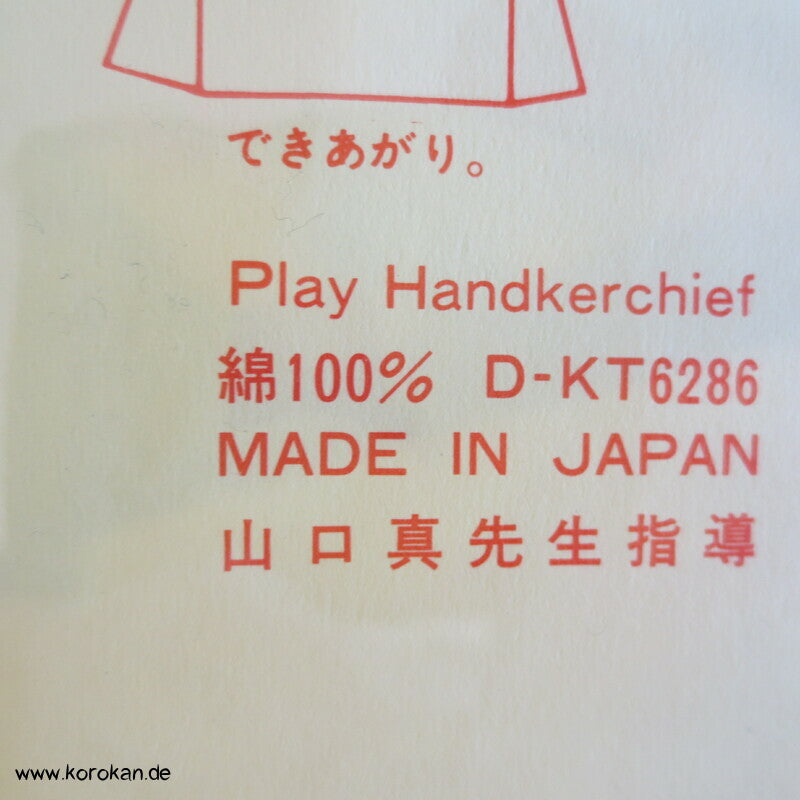 できあがり。
Play Handkerchief
綿100% D-KT6286
MADE IN JAPAN
山口真先生指導
www.korokan.de